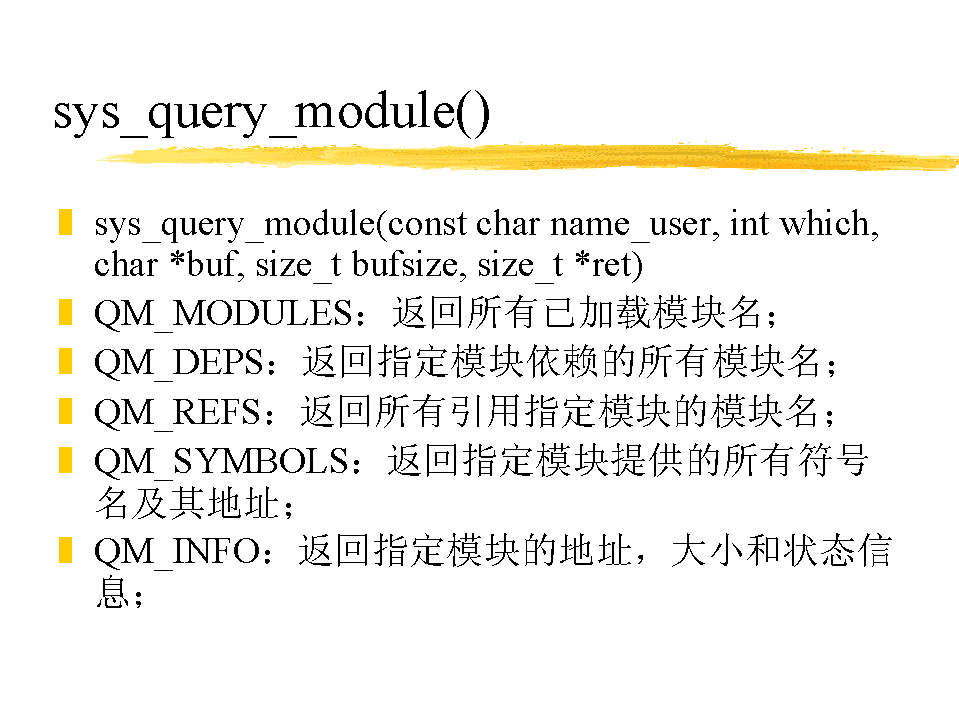 sys_query_module()
sys_query_module(const char name_user, int which,
char *buf, size_t bufsize, size_t *ret)
QM_MODULES：返回所有已加载模块名；
QM_DEPS：返回指定模块依赖的所有模块名；
QM_REFS：返回所有引用指定模块的模块名；
QM_SYMBOLS：返回指定模块提供的所有符号
名及其地址；
QM_INFO：返回指定模块的地址，大小和状态信
息；